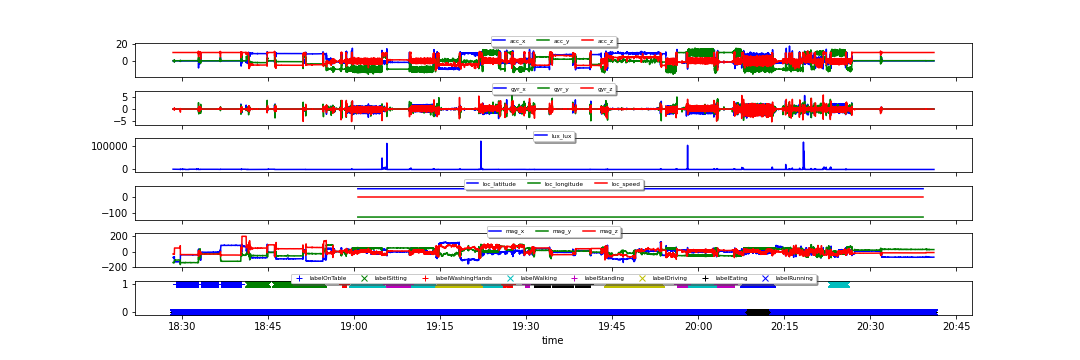 acc_x acc_y acc_z
20
0
gyr_x gyr_y gyr_z
5
0
−5
lux_lux
100000
0
loc_latitude loc_longitude loc_speed
0
−100
mag_x mag_y mag_z
200
0
−200
labelOnTable labelSitting labelWashingHands labelWalking labelStanding labelDriving labelEating labelRunning
1
0
18:30 18:45 19:00 19:15 19:30 19:45 20:00 20:15 20:30 20:45
time